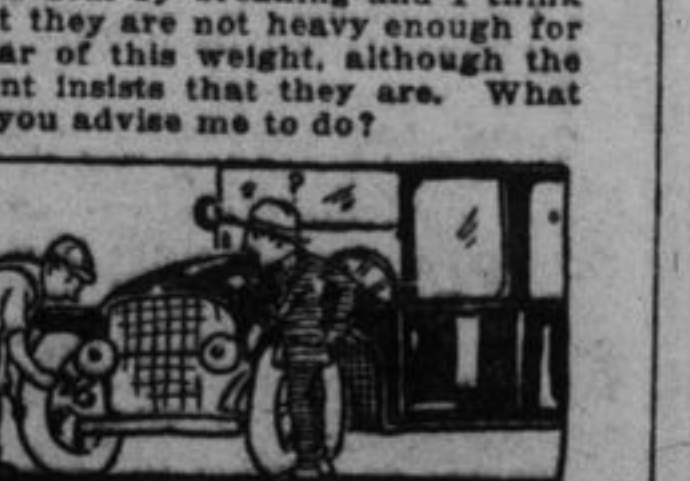 t they are not heavy enough for
ar of this weight, although the
nt insists that they are. What
you advise me to do?
?